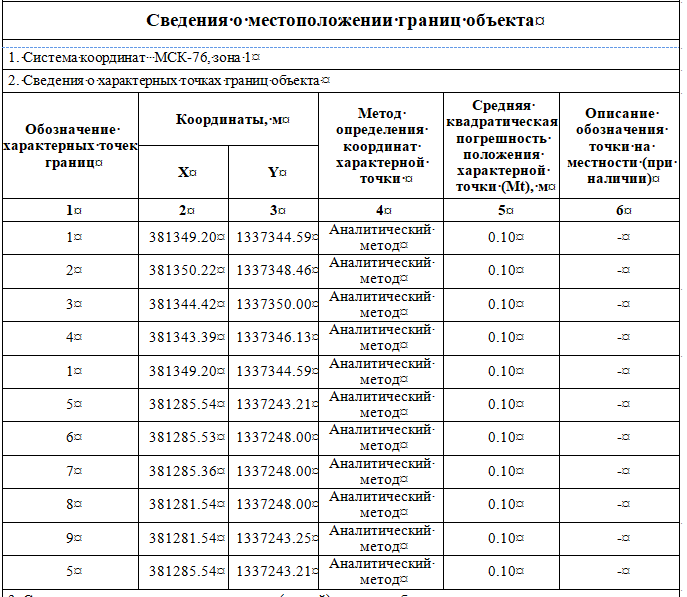 Сведения о местоположении границ объекта¤
1. Система координат МСК-76, зона 1¤
2. Сведения о характерных точках границ объекта¤
Обозначение
характерных точек
границ¤
Координаты, м¤
X¤
Y¤
Метод
определения
координат
характерной
точки ¤
Средняя
квадратическая
погрешность
положения
характерной
точки (Mt), м¤
Описание
обозначения
точки на
местности (при
наличии)¤
1¤ 2¤ 3¤ 4¤ 5¤ 6¤
1¤ 381349.20¤ 1337344.59¤ Аналитический
метод¤ 0.10¤ -¤
2¤ 381350.22¤ 1337348.46¤ Аналитический
метод¤ 0.10¤ -¤
3¤ 381344.42¤ 1337350.00¤ Аналитический
метод¤ 0.10¤ -¤
4¤ 381343.39¤ 1337346.13¤ Аналитический
метод¤ 0.10¤ -¤
1¤ 381349.20¤ 1337344.59¤ Аналитический
метод¤ 0.10¤ -¤
5¤ 381285.54¤ 1337243.21¤ Аналитический
метод¤ 0.10¤ -¤
6¤ 381285.53¤ 1337248.00¤ Аналитический
метод¤ 0.10¤ -¤
7¤ 381285.36¤ 1337248.00¤ Аналитический
метод¤ 0.10¤ -¤
8¤ 381281.54¤ 1337248.00¤ Аналитический
метод¤ 0.10¤ -¤
9¤ 381281.54¤ 1337243.25¤ Аналитический
метод¤ 0.10¤ -¤
5¤ 381285.54¤ 1337243.21¤ Аналитический
метод¤ 0.10¤ -¤